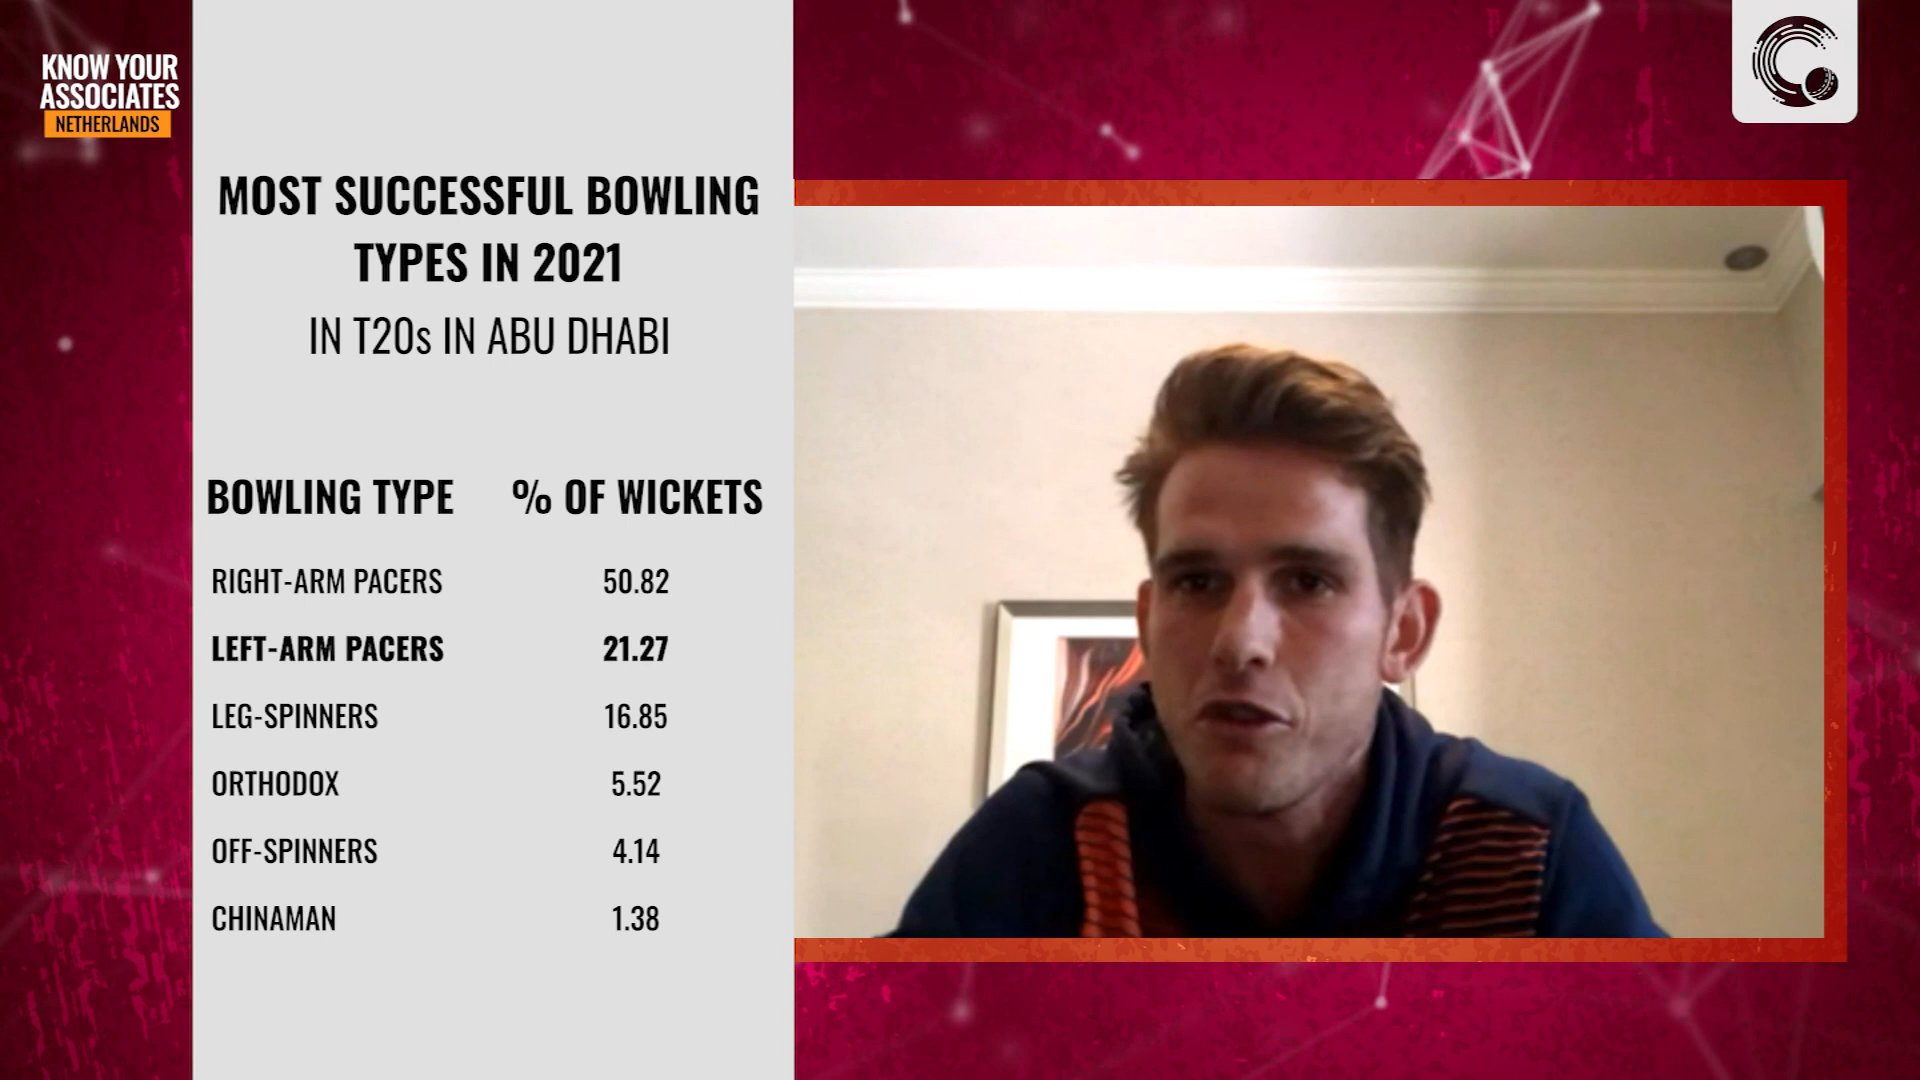 KNOW YOUR
ASSOCIATES
NETHERLANDS
MOST SUCCESSFUL BOWLING
TYPES IN 2021
IN T20s IN ABU DHABI
BOWLING TYPE % OF WICKETS
RIGHT-ARM PACERS 50.82
LEFT-ARM PACERS 21.27
LEG-SPINNERS 16.85
ORTHODOX 5.52
OFF-SPINNERS 4.14
CHINAMAN 1.38